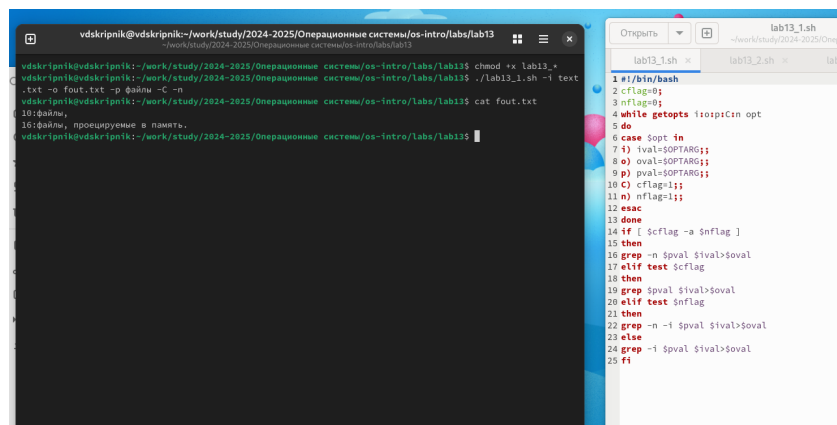 vdskripnik@vdskripnik:~/work/study/2024-2025/Операционные системы/os-intro/labs/lab13
~/work/study/2024-2025/Операционные системы/os-intro/labs/lab13
vdskripnik@vdskripnik:~/work/study/2024-2025/Операционные системы/os-intro/labs/lab13$ chmod +x lab13_*
vdskripnik@vdskripnik:~/work/study/2024-2025/Операционные системы/os-intro/labs/lab13$ ./lab13_1.sh -i text
.txt -o fout.txt -p файлы -C -n
vdskripnik@vdskripnik:~/work/study/2024-2025/Операционные системы/os-intro/labs/lab13$ cat fout.txt
10:файлы,
16:файлы, проецируемые в память.
vdskripnik@vdskripnik:~/work/study/2024-2025/Операционные системы/os-intro/labs/lab13$
Открыть
lab13_1.sh
~/work/study/2024-2025/Операционные системы/os-intro/labs/lab13
lab13_1.sh × lab13_2.sh × lab
1 #!/bin/bash
2 cflag=0;
3 nflag=0;
4 while getopts i:o:p:C:n opt
5 do
6 case $opt in
7 i) ival=$OPTARG;;
8 o) oval=$OPTARG;;
9 p) pval=$OPTARG;;
10 C) cflag=1;;
11 n) nflag=1;;
12 esac
13 done
14 if [ $cflag -a $nflag ]
15 then
16 grep -n $pval $ival>$oval
17 elif test $cflag
18 then
19 grep $pval $ival>$oval
20 elif test $nflag
21 then
22 grep -n -i $pval $ival>$oval
23 else
24 grep -i $pval $ival>$oval
25 fi